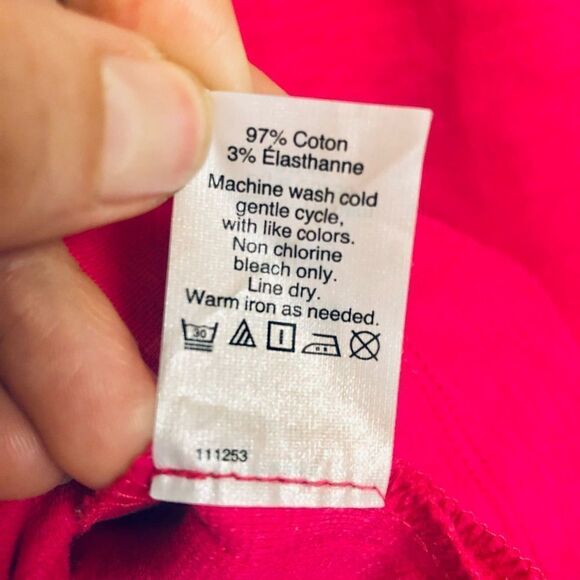 97% Coton
3% Élasthanne
Machine wash cold
gentle cycle,
with like colors.
Non chlorine
bleach only.
Line dry.
Warm iron as needed.
30
111253